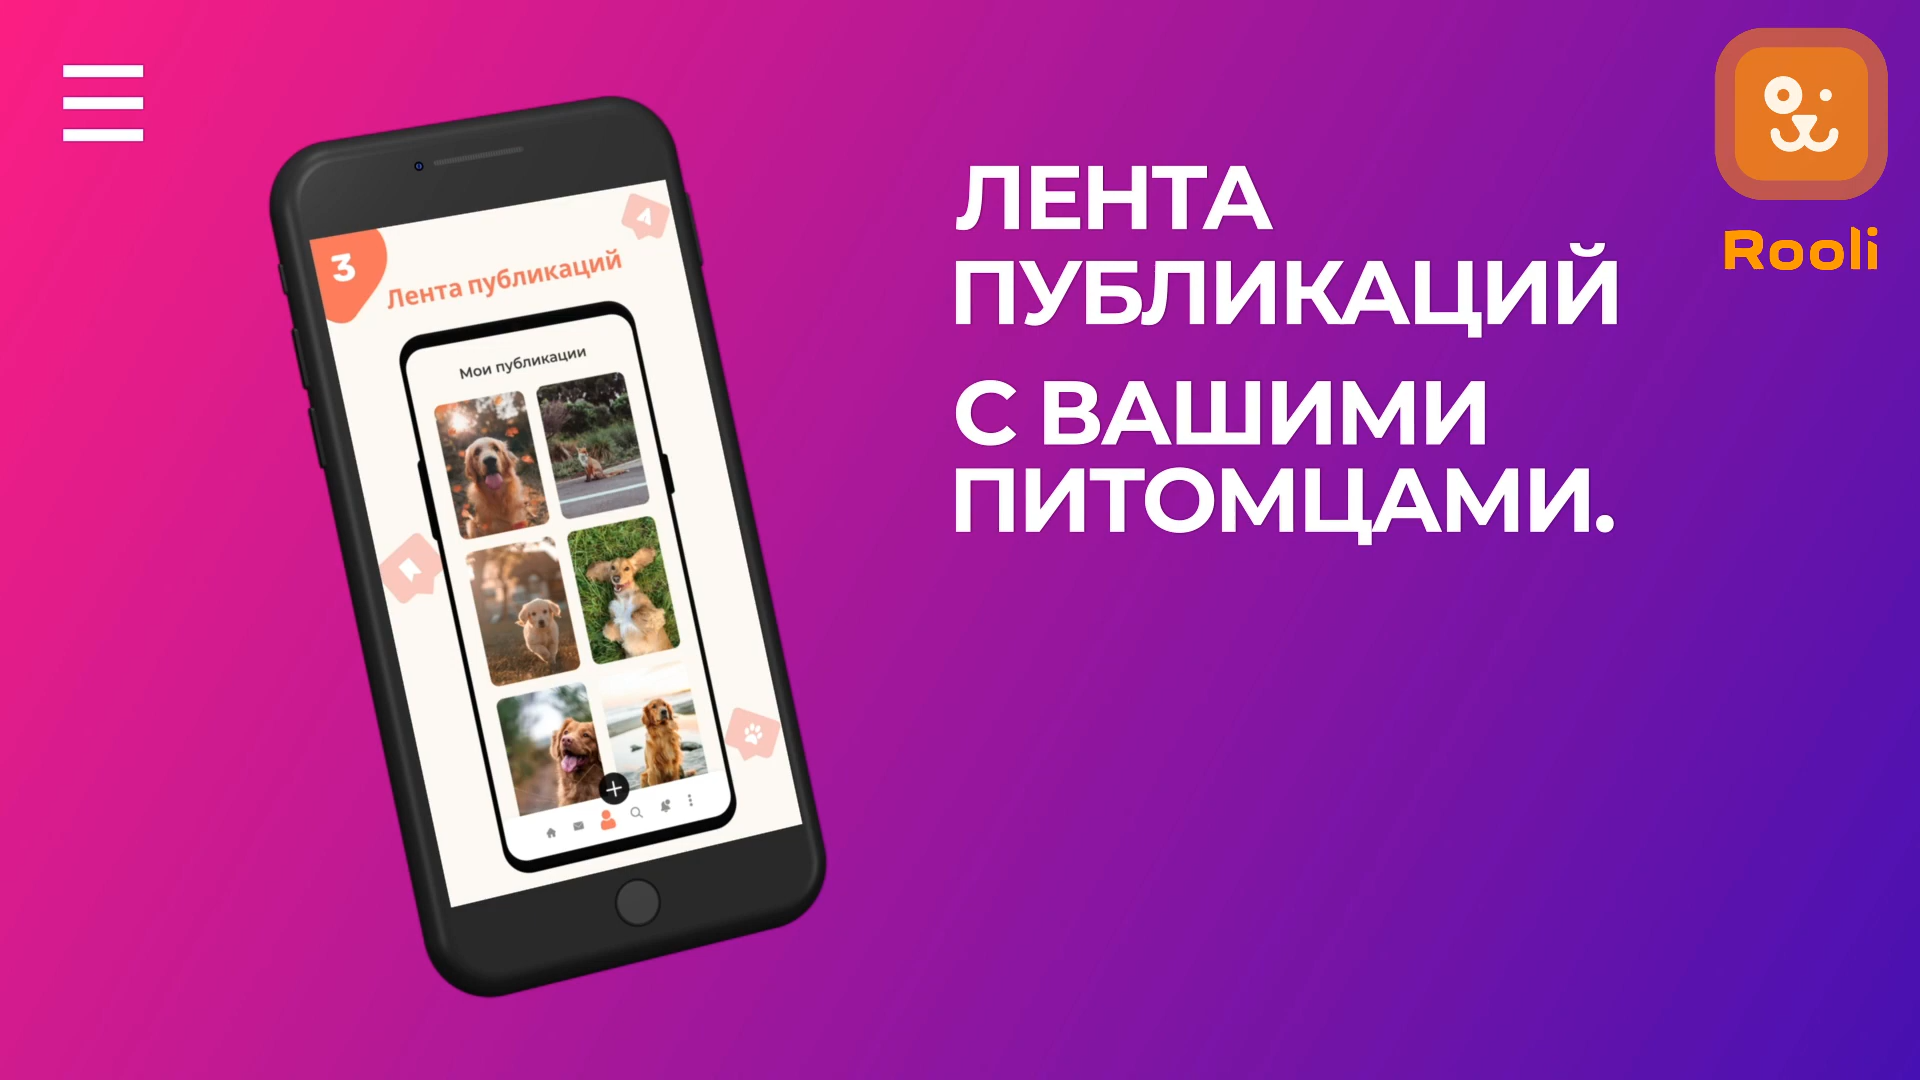 ЛЕНТА
ПУБЛИКАЦИЙ
С ВАШИМИ
ПИТОМЦАМИ.
Rooli
3
Лента публикаций
Мои публикации